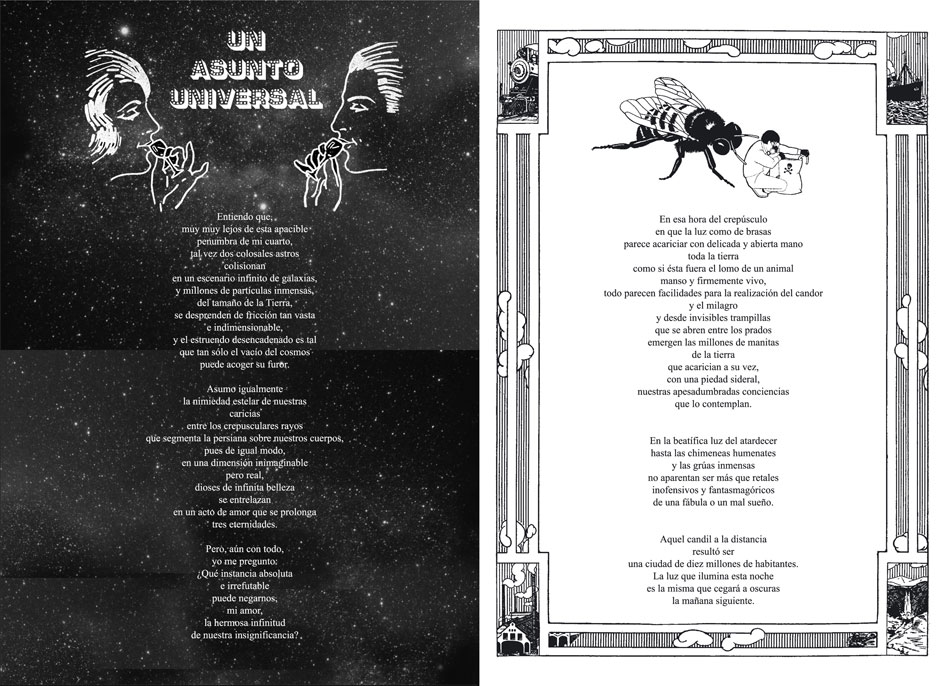 UN
ASUNTO
UNIVERSAL
Entiendo que,
muy muy lejos de esta apacible
penumbra de mi cuarto,
tal vez dos colosales astros
colisionan
en un escenario infinito de galaxias,
y millones de partículas inmensas,
del tamaño de la Tierra,
se desprenden de fricción tan vasta
e indimensionable,
y el estruendo desencadenado es tal
que tan sólo el vacío del cosmos
puede acoger su furor.
Asumo igualmente
la nimiedad estelar de nuestras
caricias
entre los crepusculares rayos
que segmenta la persiana sobre nuestros cuerpos,
pues de igual modo,
en una dimensión inimaginable
pero real,
dioses de infinita belleza
se entrelazan
en un acto de amor que se prolonga
tres eternidades.
Pero, aún con todo,
yo me pregunto:
¿Qué instancia absoluta
e irrefutable
puede negarnos,
mi amor,
la hermosa infinitud
de nuestra insignificancia?
En esa hora del crepúsculo
en que la luz como de brasas
parece acariciar con delicada y abierta mano
toda la tierra
como si ésta fuera el lomo de un animal
manso y firmemente vivo,
todo parecen facilidades para la realización del candor
y el milagro
y desde invisibles trampillas
que se abren entre los prados
emergen las millones de manitas
de la tierra
que acarician a su vez,
con una piedad sideral,
nuestras apesadumbradas conciencias
que lo contemplan.
En la beatífica luz del atardecer
hasta las chimeneas humenates
y las grúas inmensas
no aparentan ser más que retales
inofensivos y fantasmagóricos
de una fábula o un mal sueño.
Aquel candil a la distancia
resultó ser
una ciudad de diez millones de habitantes.
La luz que ilumina esta noche
es la misma que cegará a oscuras
la mañana siguiente.